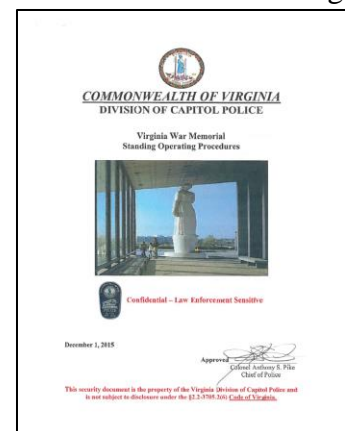 COMMONWEALTH OF VIRGINIA
DIVISION OF CAPITOL POLICE
Virginia War Memorial
Standing Operating Procedures
Confidential – Law Enforcement Sensitive
December 1, 2015
Approved
Colonel Anthony S. Pike
Chief of Police
This security document is the property of the Virginia Division of Capitol Police and
is not subject to disclosure under the §2.2-3705.2(6) Code of Virginia.